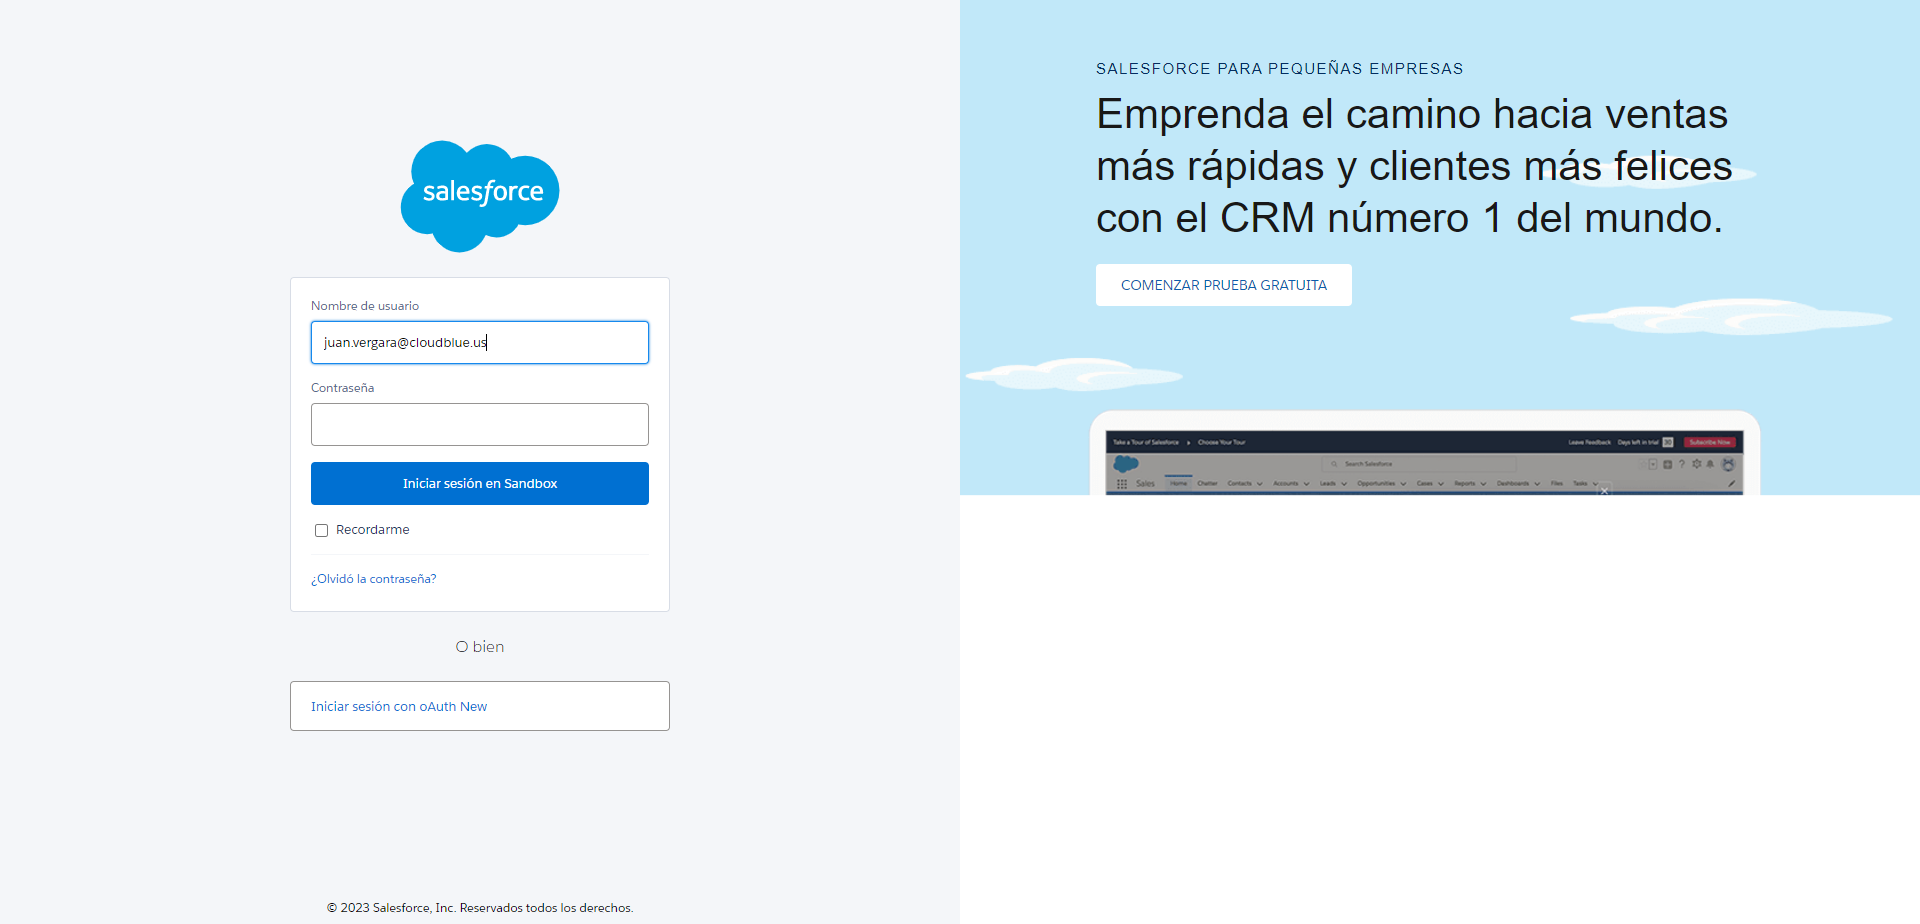 salesforce
Nombre de usuario
juan.vergara@cloudblue.us
Contraseña
Iniciar sesión en Sandbox
Recordarme
¿Olvidó la contraseña?
O bien
Iniciar sesión con oAuth New
© 2023 Salesforce, Inc. Reservados todos los derechos.
SALESFORCE PARA PEQUEÑAS EMPRESAS
Emprenda el camino hacia ventas
más rápidas y clientes más felices
con el CRM número 1 del mundo.
COMENZAR PRUEBA GRATUITA
Take a Tour of Salesforce Choose Your Tour Leave Feedback Days left in trial 30 Subscribe Now
Search Salesforce
Sales Home Chatter Contacts Accounts Leads Opportunities Cases Reports Dashboards Files Tasks